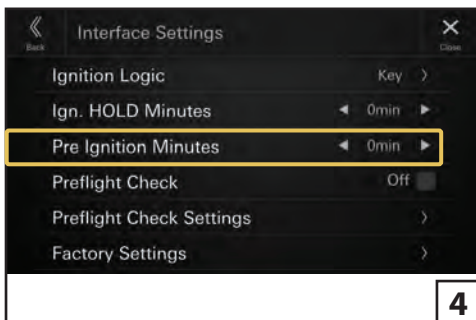 Back Interface Settings Close
Ignition Logic Key
Ign. HOLD Minutes 0min
Pre Ignition Minutes 0min
Preflight Check Off
Preflight Check Settings
Factory Settings
4